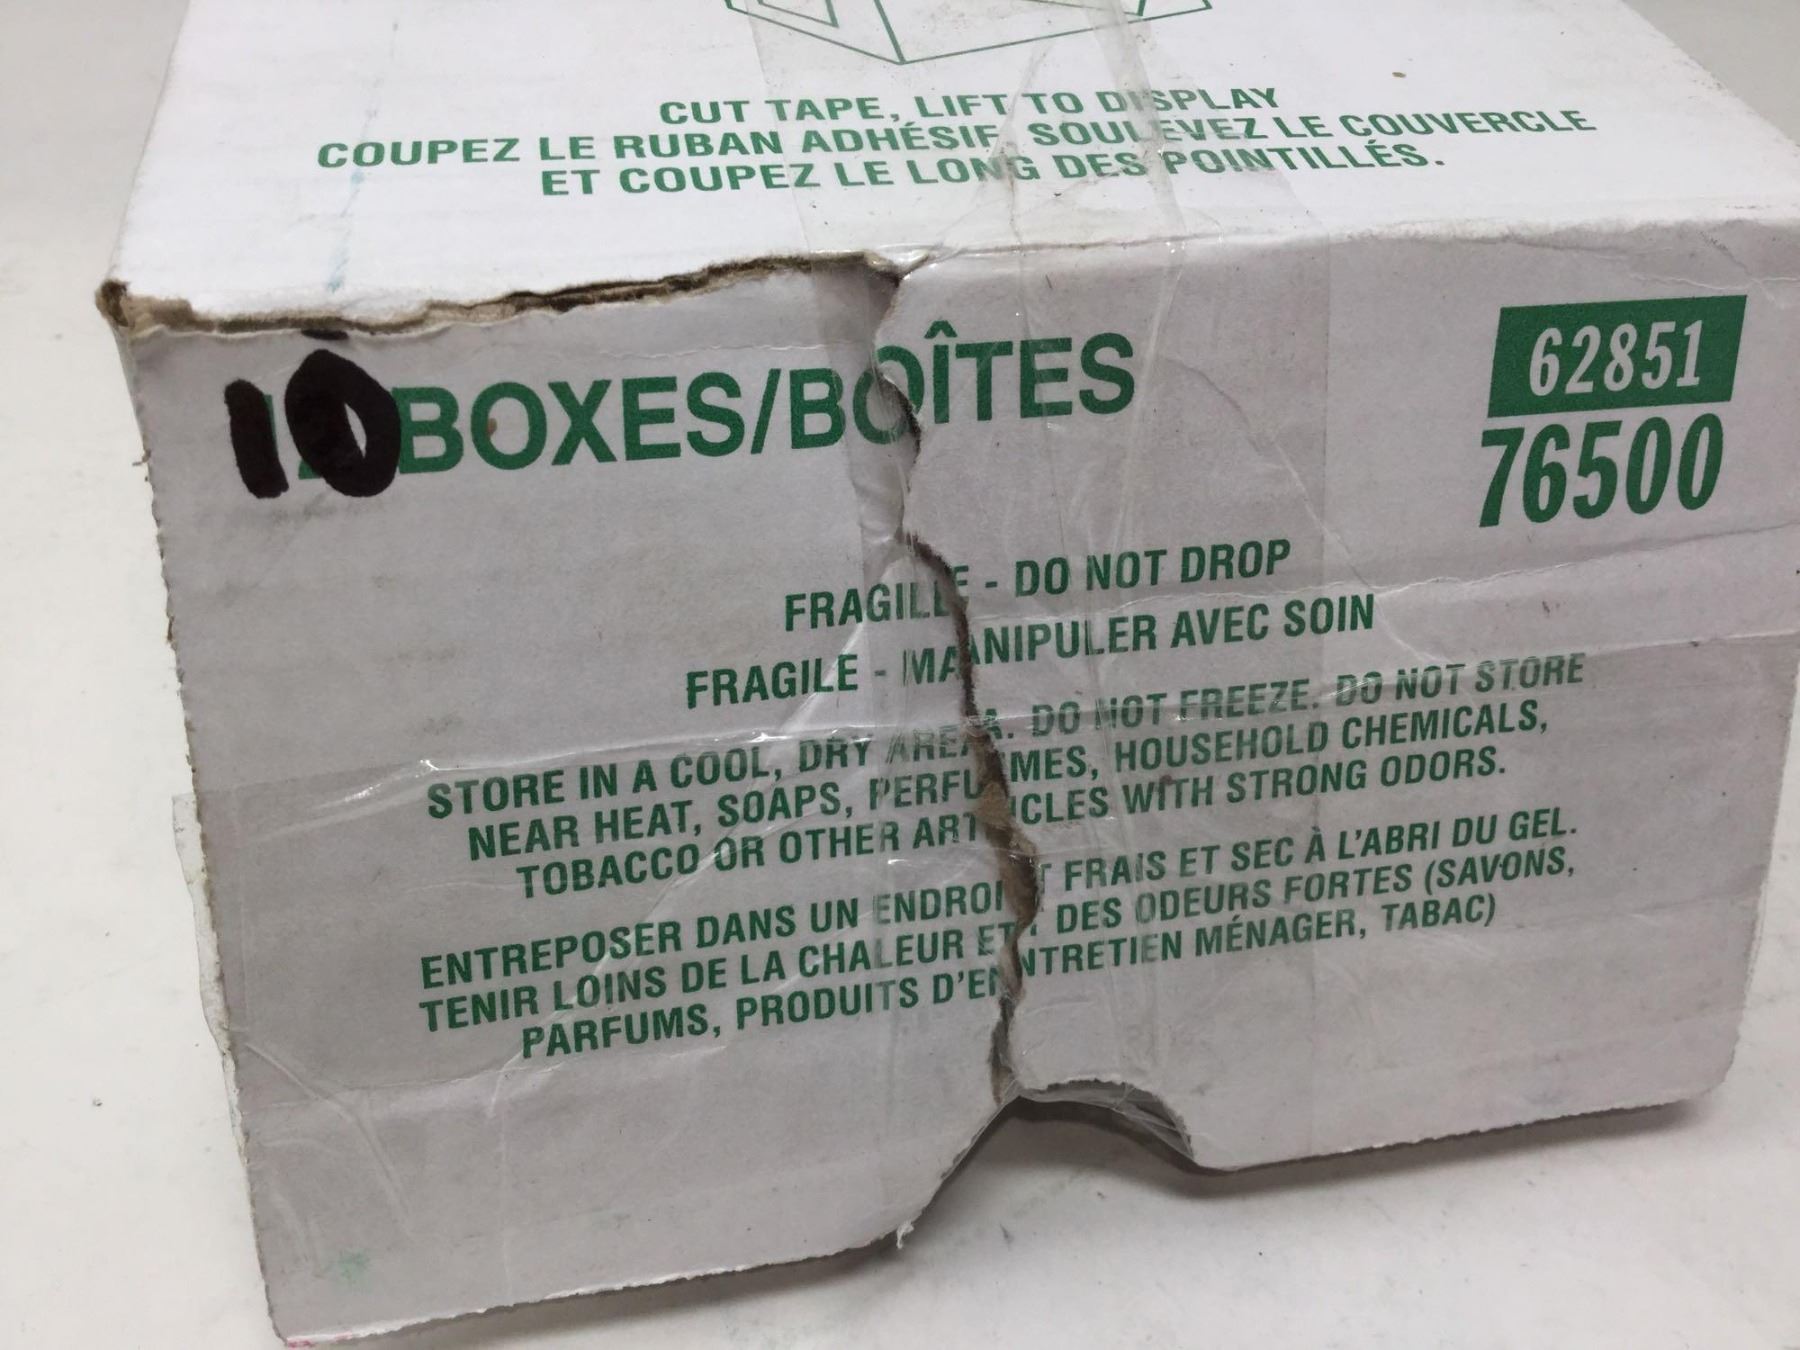 CUT TAPE, LIFT TO DISPLAY
COUPEZ LE RUBAN ADHÉSIF, SOULEVEZ LE COUVERCLE
ET COUPEZ LE LONG DES POINTILLÉS.
10 BOXES/BOÎTES
62851
76500
FRAGILE - DO NOT DROP
FRAGILE - MANIPULER AVEC SOIN
STORE IN A COOL, DRY AREA. DO NOT FREEZE. DO NOT STORE
NEAR HEAT, SOAPS, PERFUMES, HOUSEHOLD CHEMICALS,
TOBACCO OR OTHER ARTICLES WITH STRONG ODORS.
ENTREPOSER DANS UN ENDROIT FRAIS ET SEC À L'ABRI DU GEL.
TENIR LOINS DE LA CHALEUR ET DES ODEURS FORTES (SAVONS,
PARFUMS, PRODUITS D'ENTRETIEN MÉNAGER, TABAC)